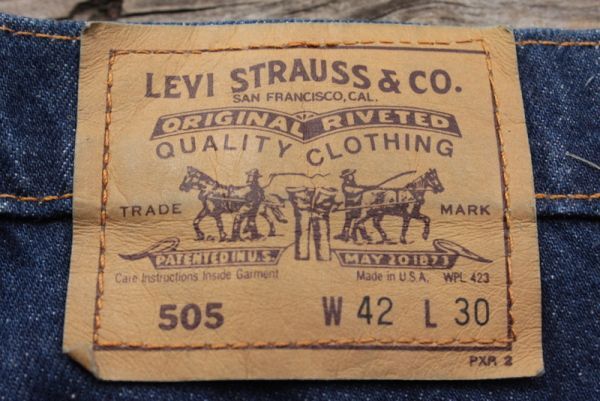 LEVI STRAUSS & CO.
SAN FRANCISCO, CAL.
ORIGINAL RIVETED
QUALITY CLOTHING
TRADE MARK
PATENTED IN U.S. MAY 20 1873
Care Instructions Inside Garment Made in U.S.A. WPL 423
505 W 42 L 30
PXR 2